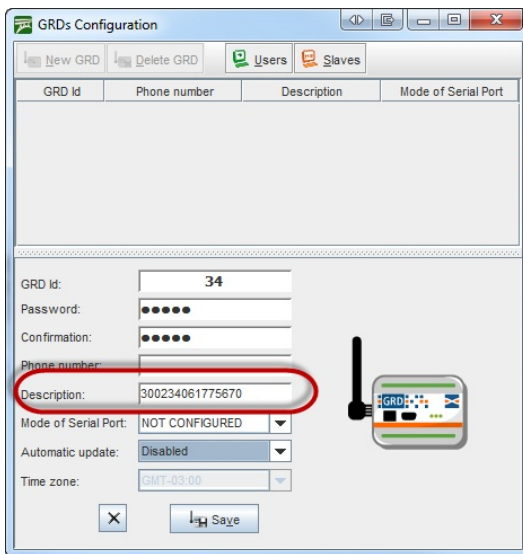 GRDs Configuration
New GRD Delete GRD Users Slaves
GRD Id Phone number Description Mode of Serial Port
GRD Id: 34
Password: ●●●●●
Confirmation: ●●●●●
Phone number:
Description: 300234061775670
Mode of Serial Port: NOT CONFIGURED
Automatic update: Disabled
Time zone: GMT-03:00
Save
GRD